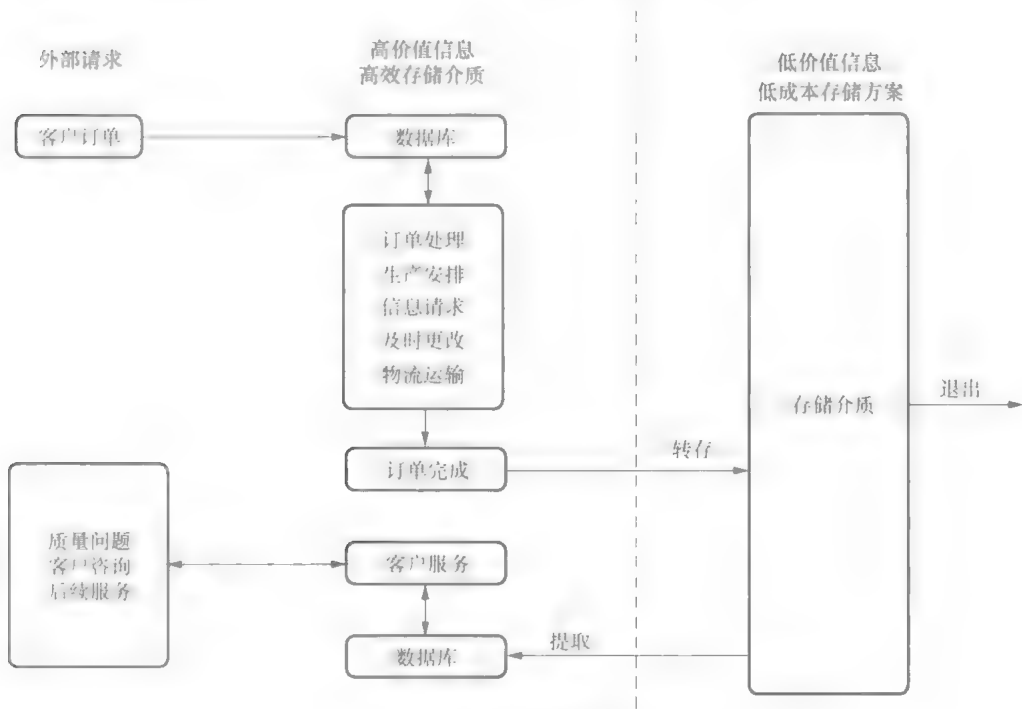 外部请求
高价值信息
高效存储介质
低价值信息
低成本存储方案
客户订单
数据库
订单处理
生产安排
信息请求
及时更改
物流运输
存储介质
退出
订单完成
转存
质量问题
客户咨询
后续服务
客户服务
提取
数据库